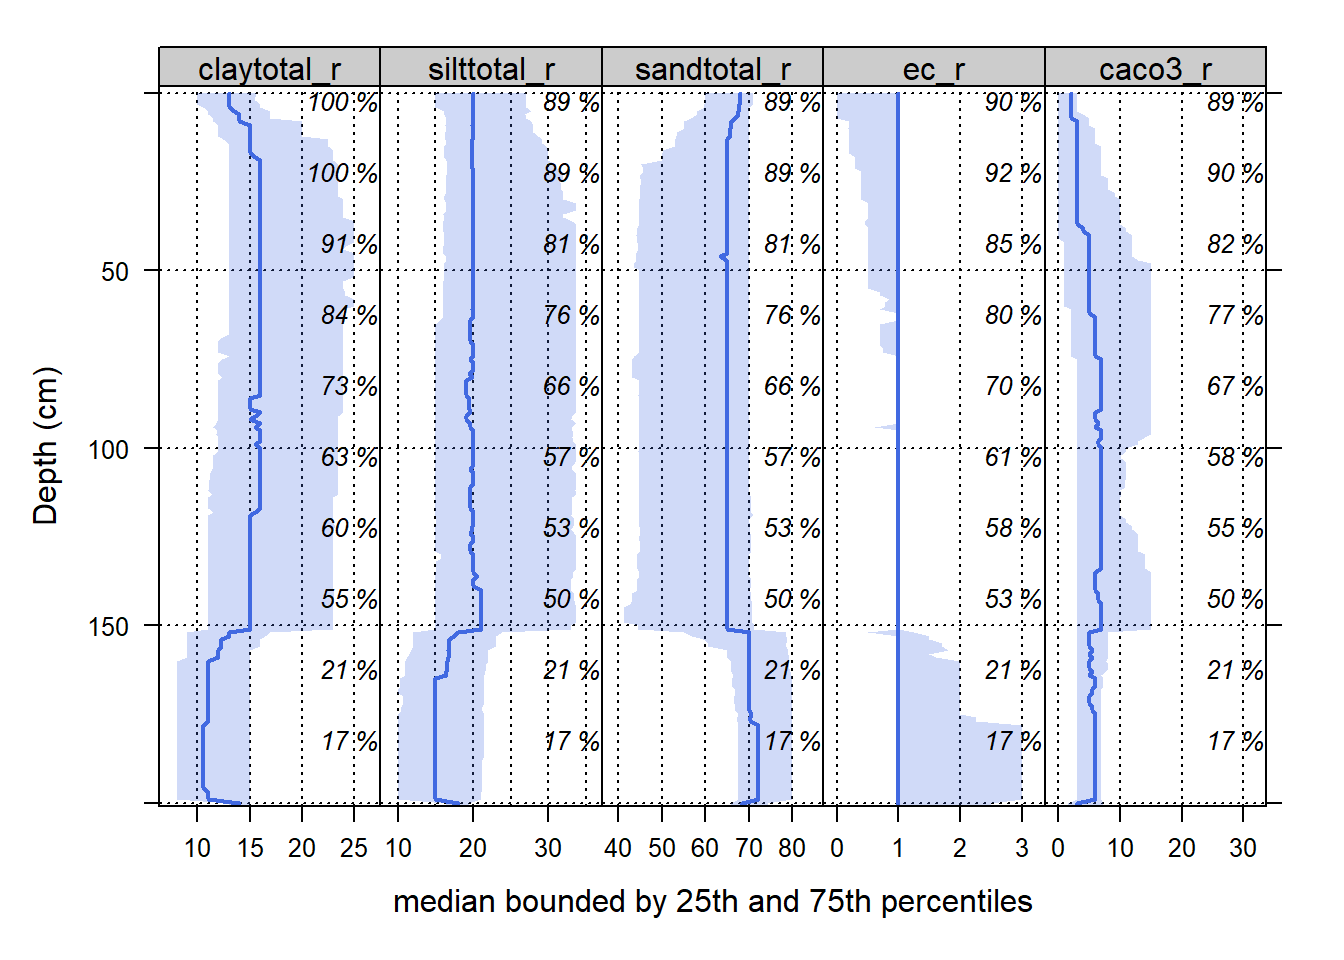 claytotal_r silttotal_r sandtotal_r ec_r caco3_r
100 % 89 % 89 % 90 % 89 %
100 % 89 % 89 % 92 % 90 %
91 % 81 % 81 % 85 % 82 %
50
84 % 76 % 76 % 80 % 77 %
73 % 66 % 66 % 70 % 67 %
100
63 % 57 % 57 % 61 % 58 %
60 % 53 % 53 % 58 % 55 %
55 % 50 % 50 % 53 % 50 %
150
21 % 21 % 21 % 21 % 21 %
17 % 17 % 17 % 17 % 17 %
Depth (cm)
10 15 20 25 10 20 30 40 50 60 70 80 0 1 2 3 0 10 20 30
median bounded by 25th and 75th percentiles